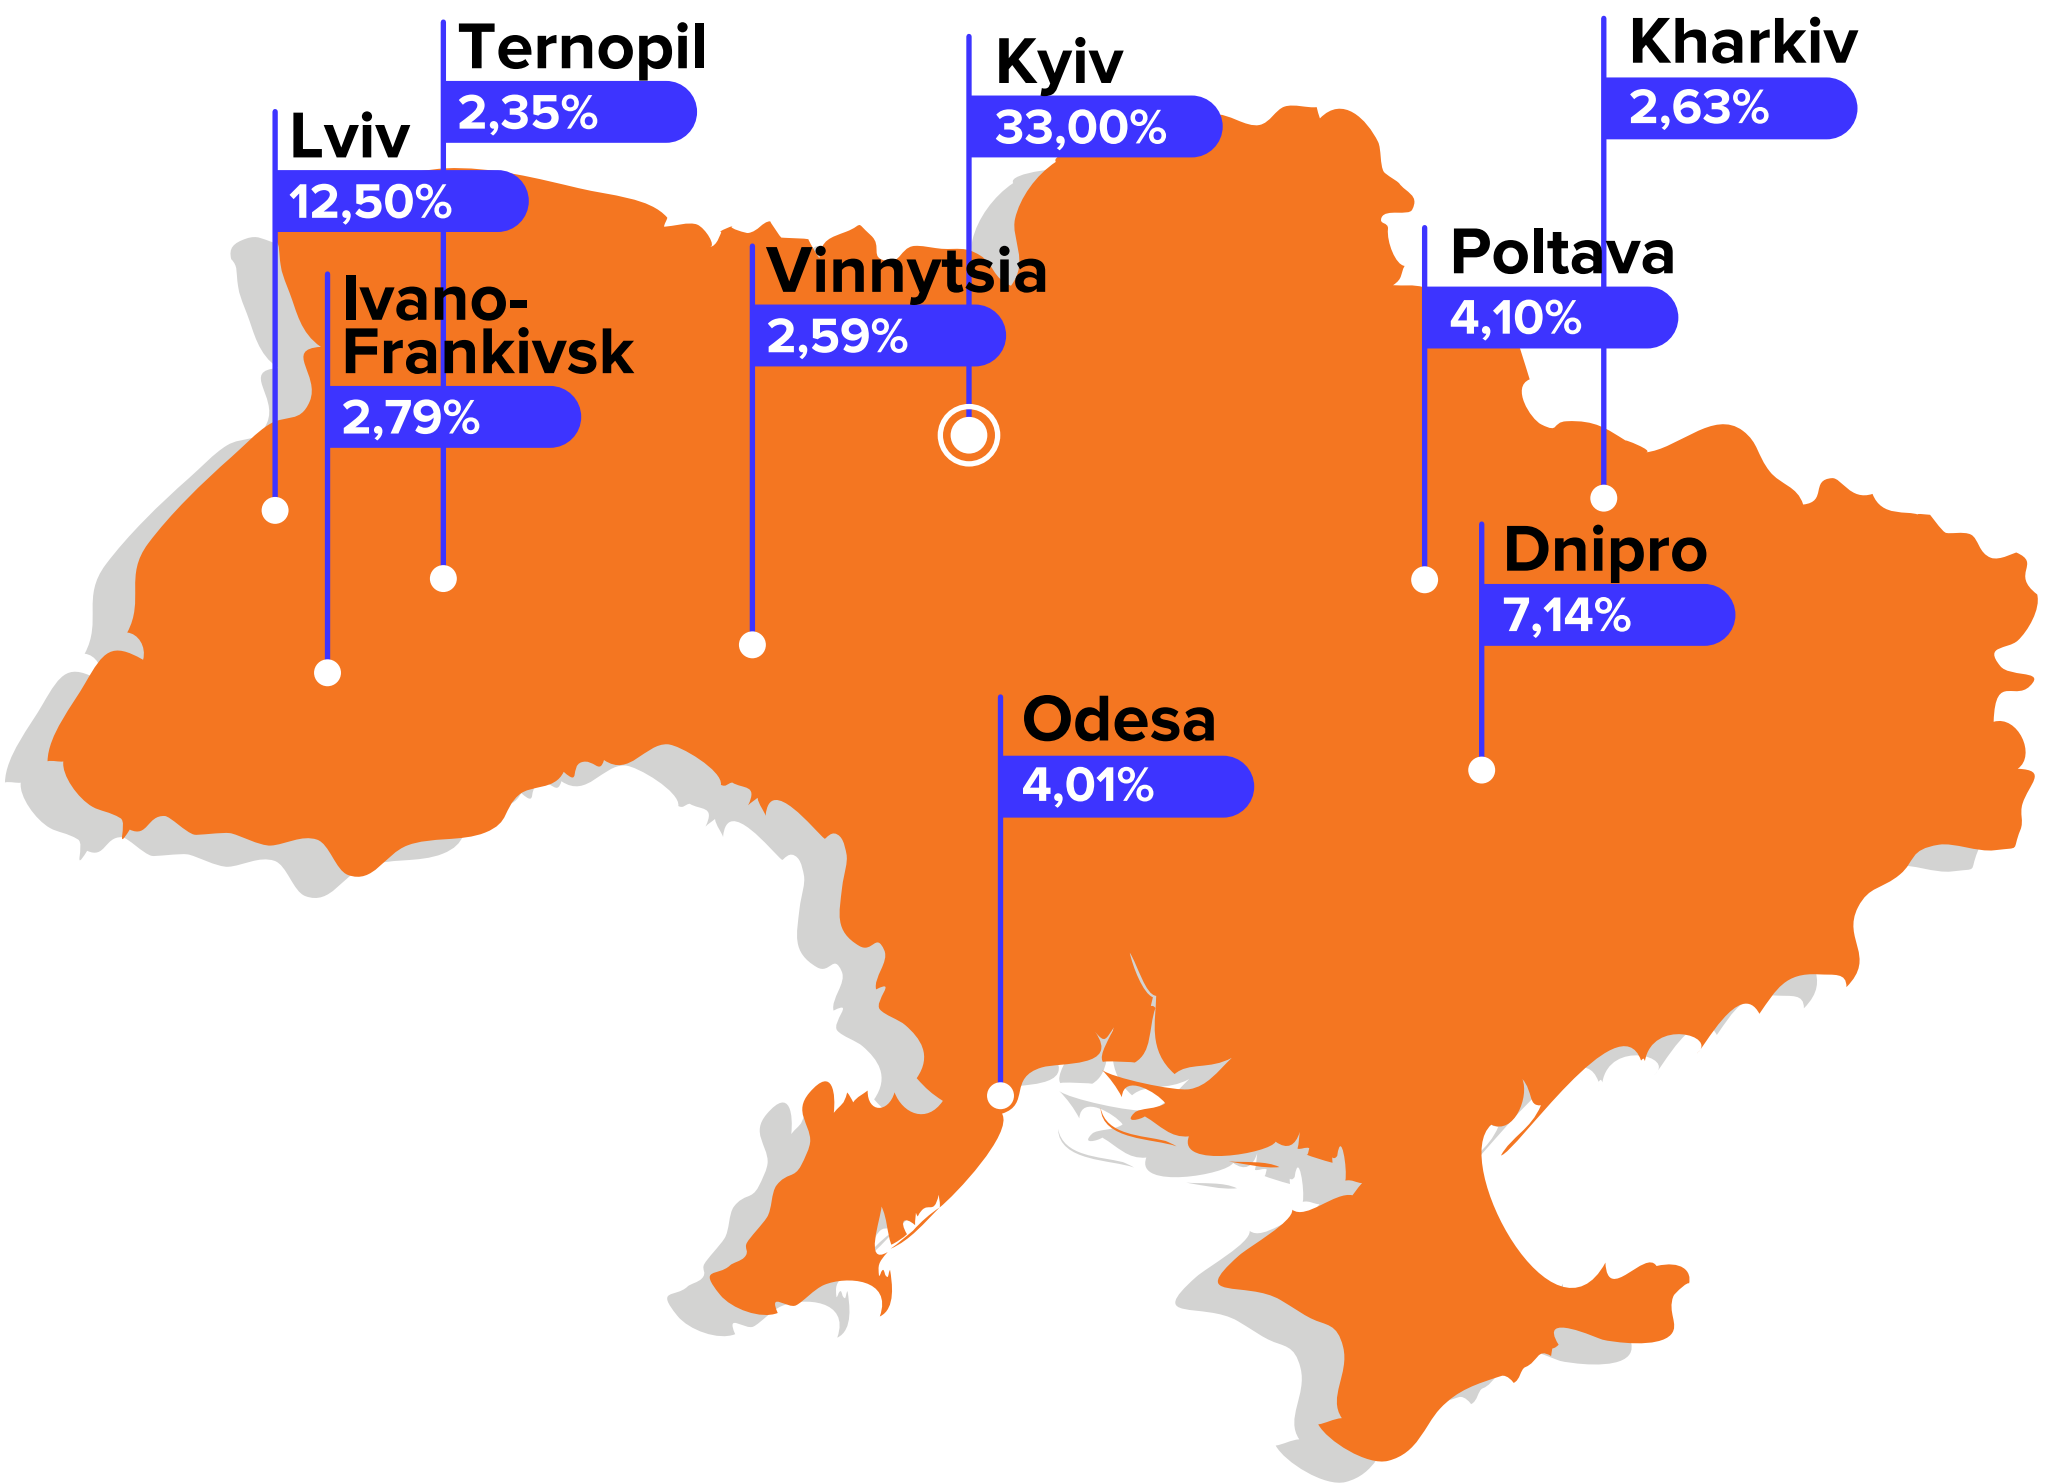 Ternopil
2,35%
Kyiv
33,00%
Kharkiv
2,63%
Lviv
12,50%
Ivano-
Frankivsk
2,79%
Vinnytsia
2,59%
Poltava
4,10%
Dnipro
7,14%
Odesa
4,01%